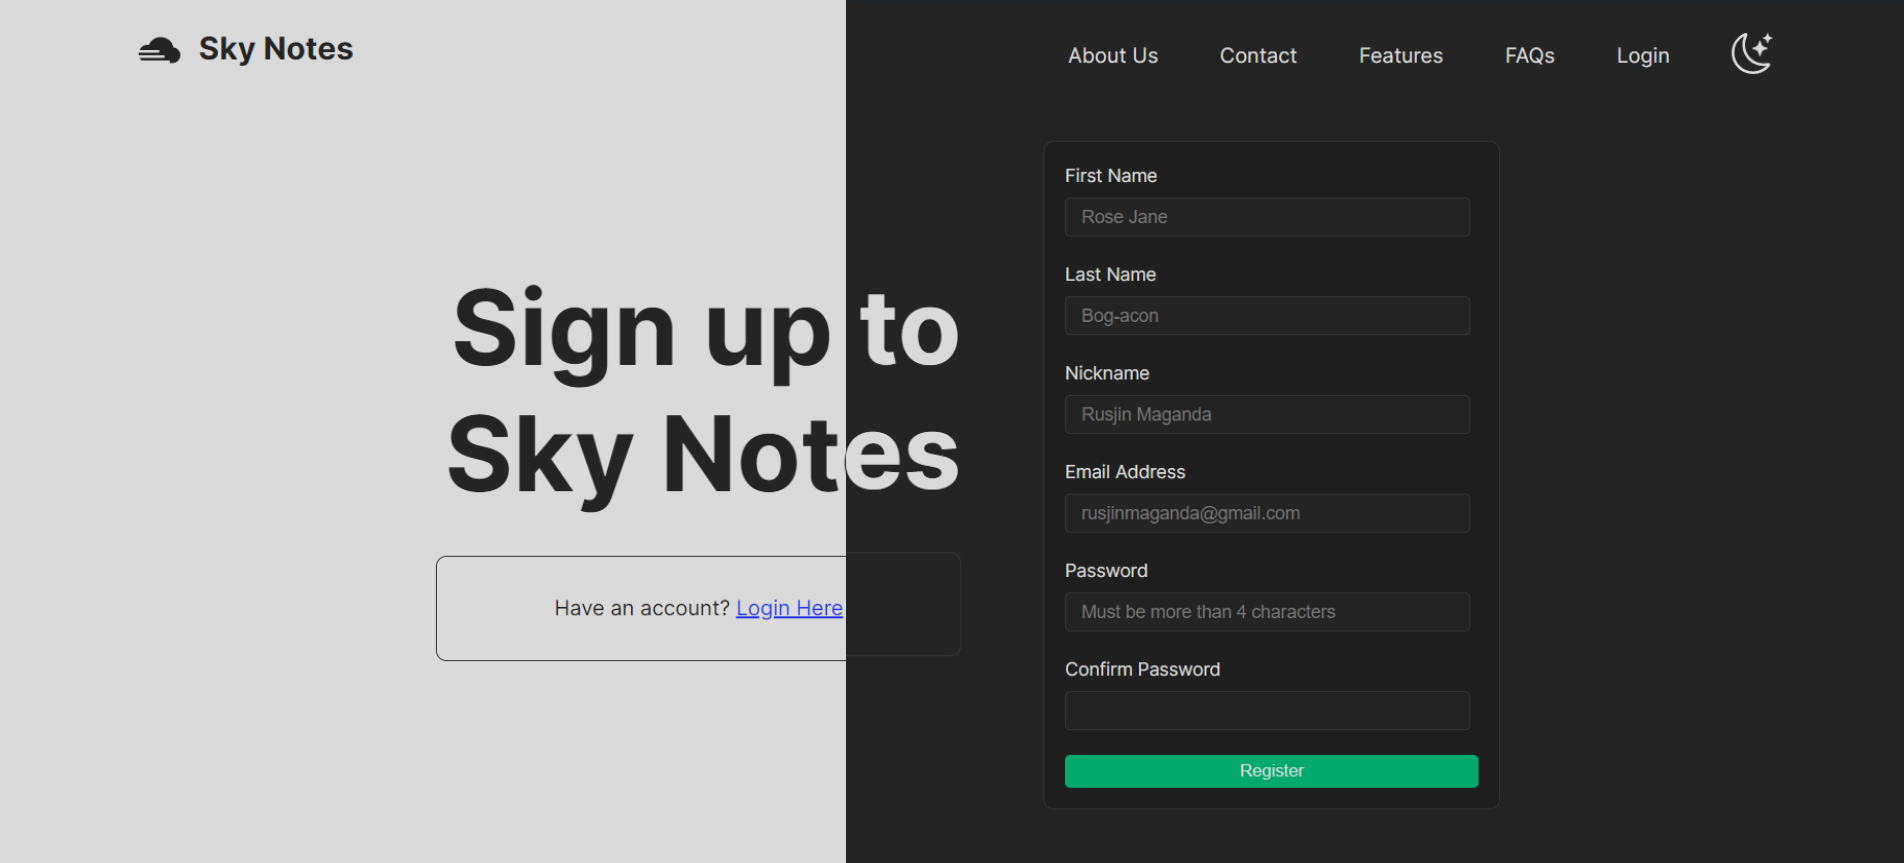 Sky Notes
About Us
Contact
Features
FAQs
Login
Sign up to
Sky Notes
Have an account? Login Here
First Name
Rose Jane
Last Name
Bog-acon
Nickname
Rusjin Maganda
Email Address
rusjinmaganda@gmail.com
Password
Must be more than 4 characters
Confirm Password
Register